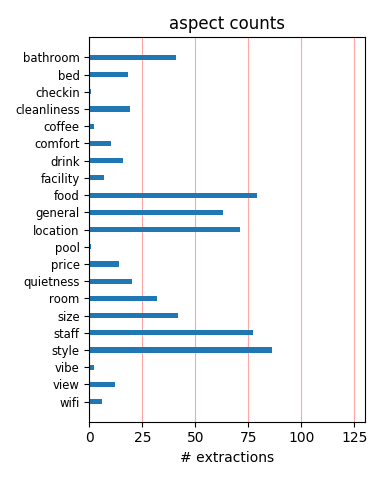 aspect counts
bathroom
bed
checkin
cleanliness
coffee
comfort
drink
facility
food
general
location
pool
price
quietness
room
size
staff
style
vibe
view
wifi
0 25 50 75 100 125
# extractions